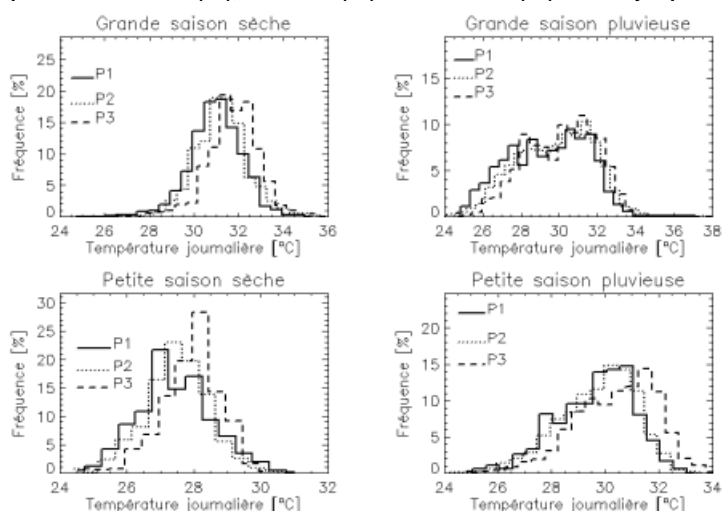 Grande saison sèche
Fréquence [%]
20
15
10
5
0
P1
P2
P3
24 26 28 30 32 34 36
Température journalière [°C]
Grande saison pluvieuse
Fréquence [%]
15
10
5
0
P1
P2
P3
24 26 28 30 32 34 36 38
Température journalière [°C]
Petite saison sèche
Fréquence [%]
30
25
20
15
10
5
0
P1
P2
P3
24 26 28 30 32
Température journalière [°C]
Petite saison pluvieuse
Fréquence [%]
20
15
10
5
0
P1
P2
P3
24 26 28 30 32 34
Température journalière [°C]